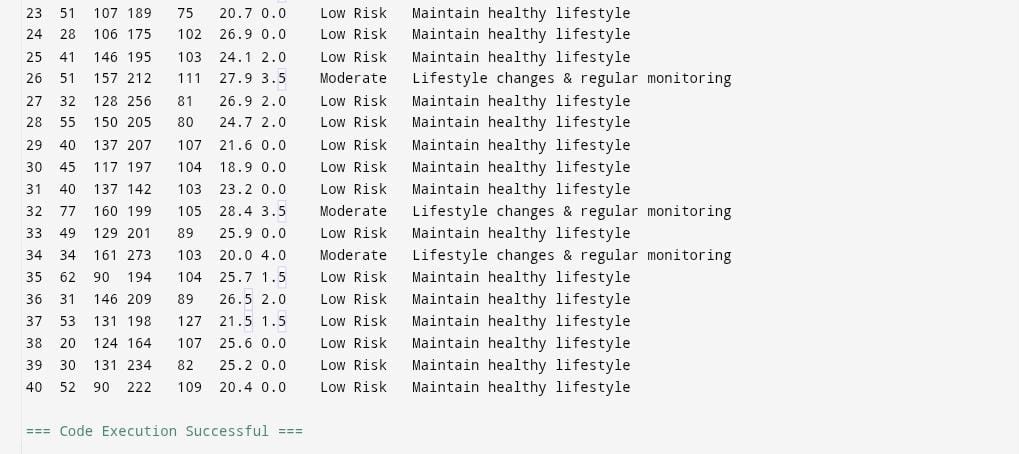 23 51 107 189 75 20.7 0.0 Low Risk Maintain healthy lifestyle
24 28 106 175 102 26.9 0.0 Low Risk Maintain healthy lifestyle
25 41 146 195 103 24.1 2.0 Low Risk Maintain healthy lifestyle
26 51 157 212 111 27.9 3.5 Moderate Lifestyle changes & regular monitoring
27 32 128 256 81 26.9 2.0 Low Risk Maintain healthy lifestyle
28 55 150 205 80 24.7 2.0 Low Risk Maintain healthy lifestyle
29 40 137 207 107 21.6 0.0 Low Risk Maintain healthy lifestyle
30 45 117 197 104 18.9 0.0 Low Risk Maintain healthy lifestyle
31 40 137 142 103 23.2 0.0 Low Risk Maintain healthy lifestyle
32 77 160 199 105 28.4 3.5 Moderate Lifestyle changes & regular monitoring
33 49 129 201 89 25.9 0.0 Low Risk Maintain healthy lifestyle
34 34 161 273 103 20.0 4.0 Moderate Lifestyle changes & regular monitoring
35 62 90 194 104 25.7 1.5 Low Risk Maintain healthy lifestyle
36 31 146 209 89 26.5 2.0 Low Risk Maintain healthy lifestyle
37 53 131 198 127 21.5 1.5 Low Risk Maintain healthy lifestyle
38 20 124 164 107 25.6 0.0 Low Risk Maintain healthy lifestyle
39 30 131 234 82 25.2 0.0 Low Risk Maintain healthy lifestyle
40 52 90 222 109 20.4 0.0 Low Risk Maintain healthy lifestyle
=== Code Execution Successful ===